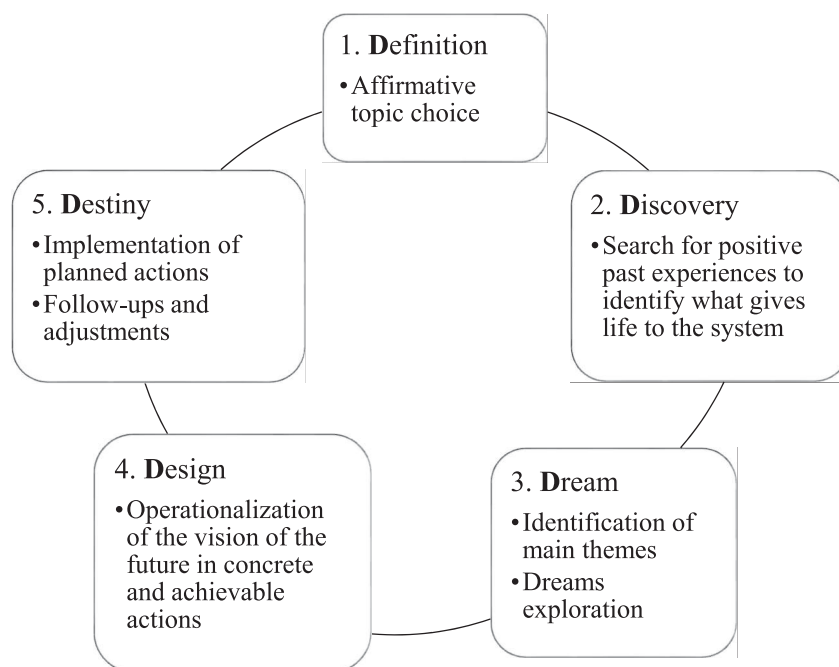 1. Definition
•Affirmative
topic choice
2. Discovery
•Search for positive
past experiences to
identify what gives
life to the system
3. Dream
•Identification of
main themes
•Dreams
exploration
4. Design
•Operationalization
of the vision of the
future in concrete
and achievable
actions
5. Destiny
•Implementation of
planned actions
•Follow-ups and
adjustments